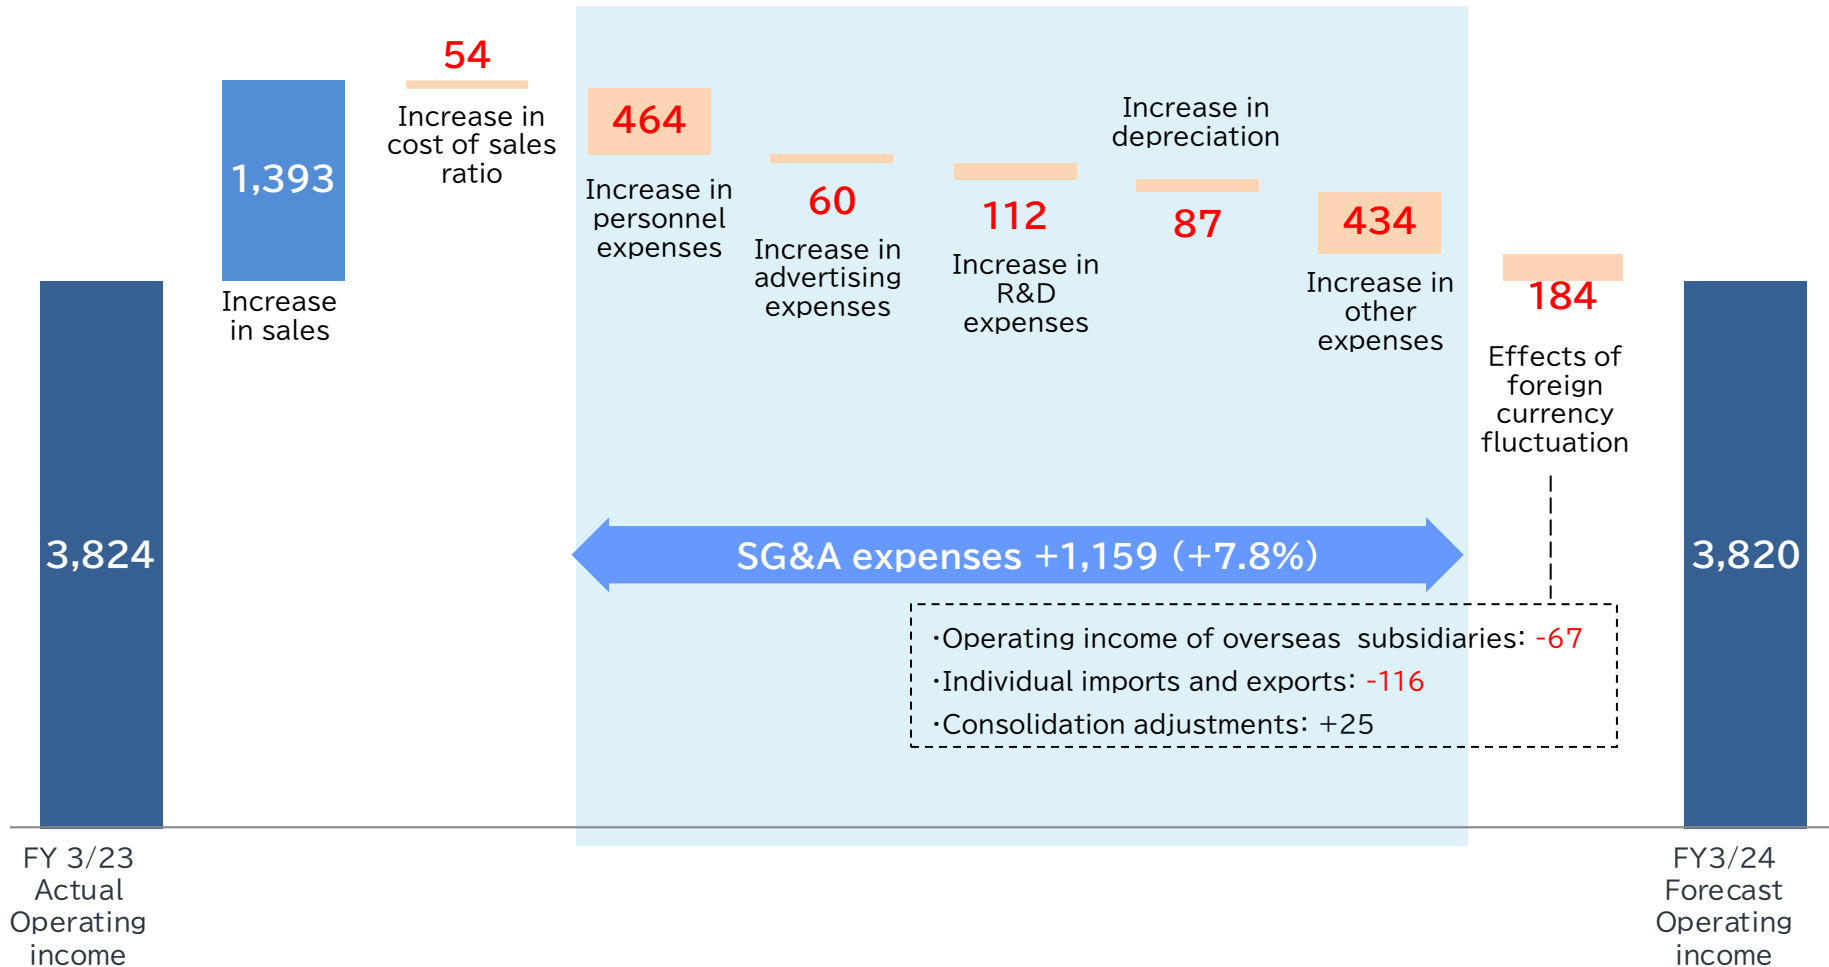 54
Increase in
cost of sales
ratio
1,393
Increase
in sales
464
Increase in
personnel
expenses
60
Increase in
advertising
expenses
112
Increase in
R&D
expenses
Increase in
depreciation
87
434
Increase in
other
expenses
184
Effects of
foreign
currency
fluctuation
3,824
SG&A expenses +1,159 (+7.8%)
3,820
・Operating income of overseas subsidiaries: -67
・Individual imports and exports: -116
・Consolidation adjustments: +25
FY 3/23
Actual
Operating
income
FY3/24
Forecast
Operating
income